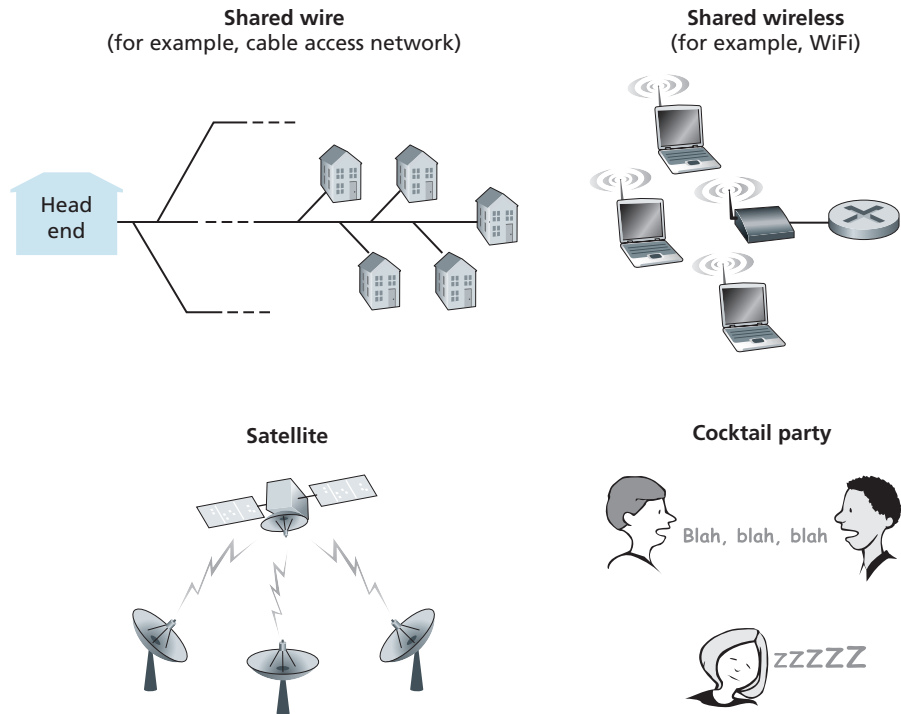 Shared wire
(for example, cable access network)
Shared wireless
(for example, WiFi)
Head
end
Satellite
Cocktail party
Blah, blah, blah
zzzzz